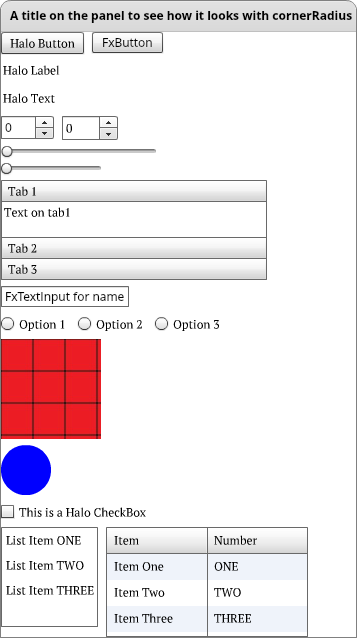 A title on the panel to see how it looks with cornerRadius
Halo Button FxButton
Halo Label
Halo Text
0 0
Tab 1
Text on tab1
Tab 2
Tab 3
FxTextInput for name
Option 1 Option 2 Option 3
This is a Halo CheckBox
List Item ONE
List Item TWO
List Item THREE
Item Number
Item One ONE
Item Two TWO
Item Three THREE